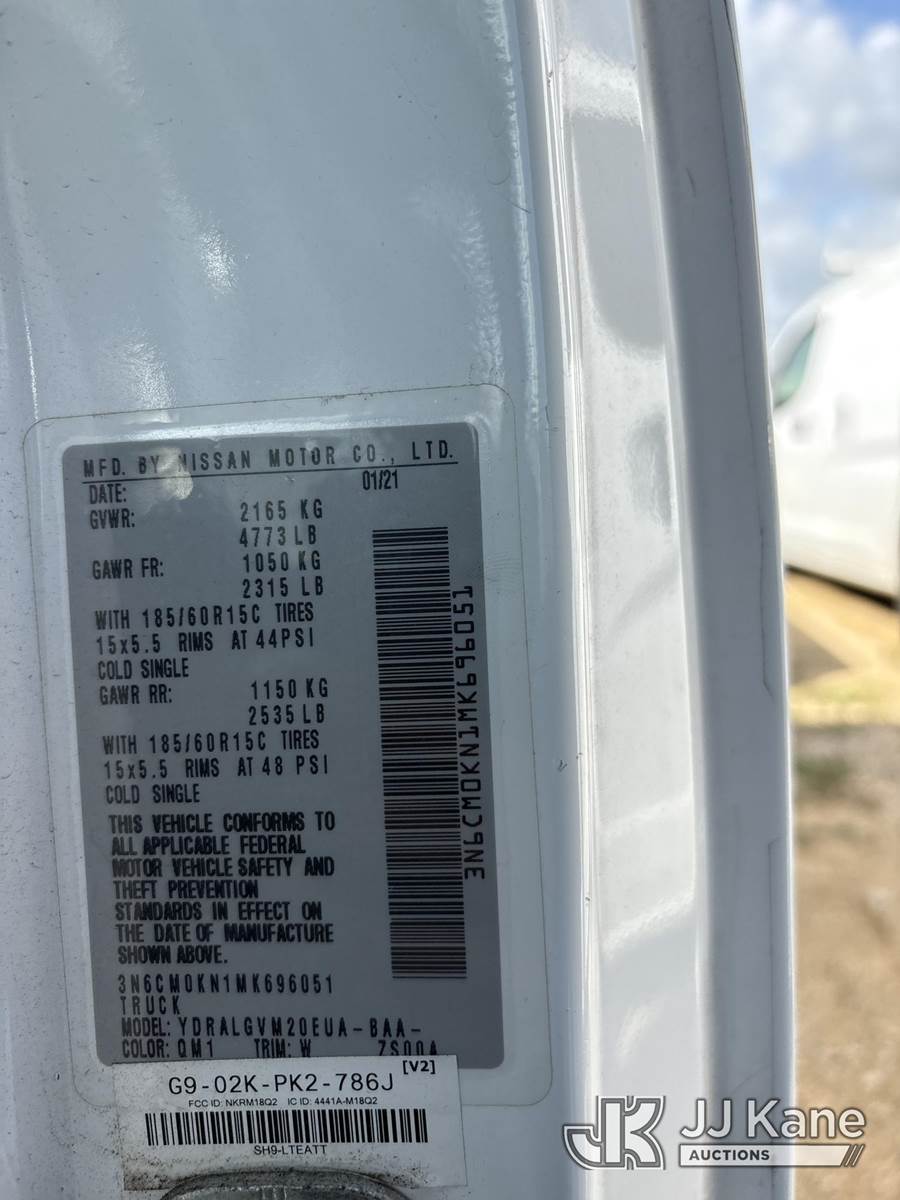 MFD. BY NISSAN MOTOR CO., LTD.
DATE: 01/21
GVWR: 2165 KG
4773 LB
GAWR FR: 1050 KG
2315 LB
WITH 185/60R15C TIRES
15x5.5 RIMS AT 44PSI
COLD SINGLE
GAWR RR: 1150 KG
2535 LB
WITH 185/60R15C TIRES
15x5.5 RIMS AT 48 PSI
COLD SINGLE
THIS VEHICLE CONFORMS TO
ALL APPLICABLE FEDERAL
MOTOR VEHICLE SAFETY AND
THEFT PREVENTION
STANDARDS IN EFFECT ON
THE DATE OF MANUFACTURE
SHOWN ABOVE.
3N6CM0KN1MK696051
TRUCK
MODEL: YDRALGVM20EUA-BAA-
COLOR: QM1 TRIM: W 7S00A
3N6CM0KN1MK696051
[V2]
G9-02K-PK2-786J
FCC ID: NKRM18Q2 IC ID: 4441A-M18Q2
SH9-LTEATT
JK JJ Kane
AUCTIONS